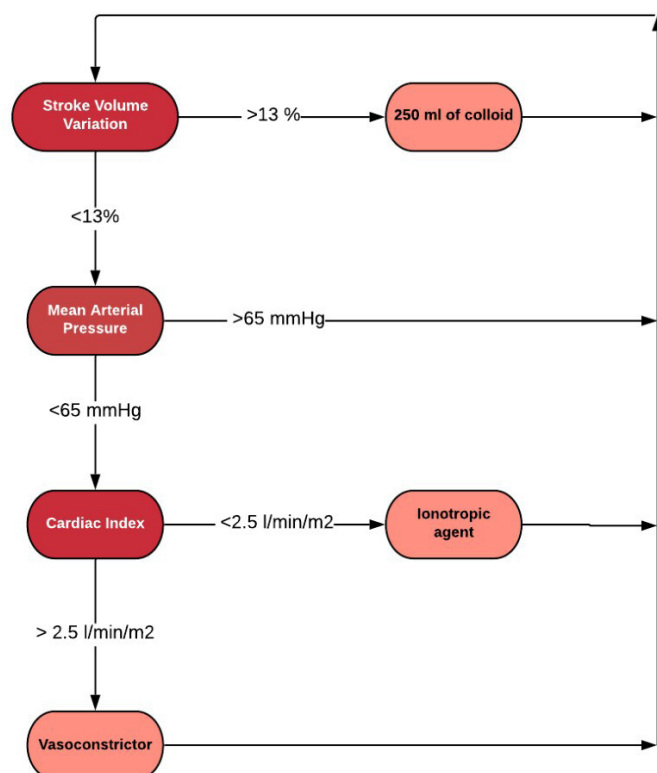 Stroke Volume
Variation
>13 %
250 ml of colloid
<13%
Mean Arterial
Pressure
>65 mmHg
<65 mmHg
Cardiac Index
<2.5 l/min/m2
Ionotropic
agent
> 2.5 l/min/m2
Vasoconstrictor